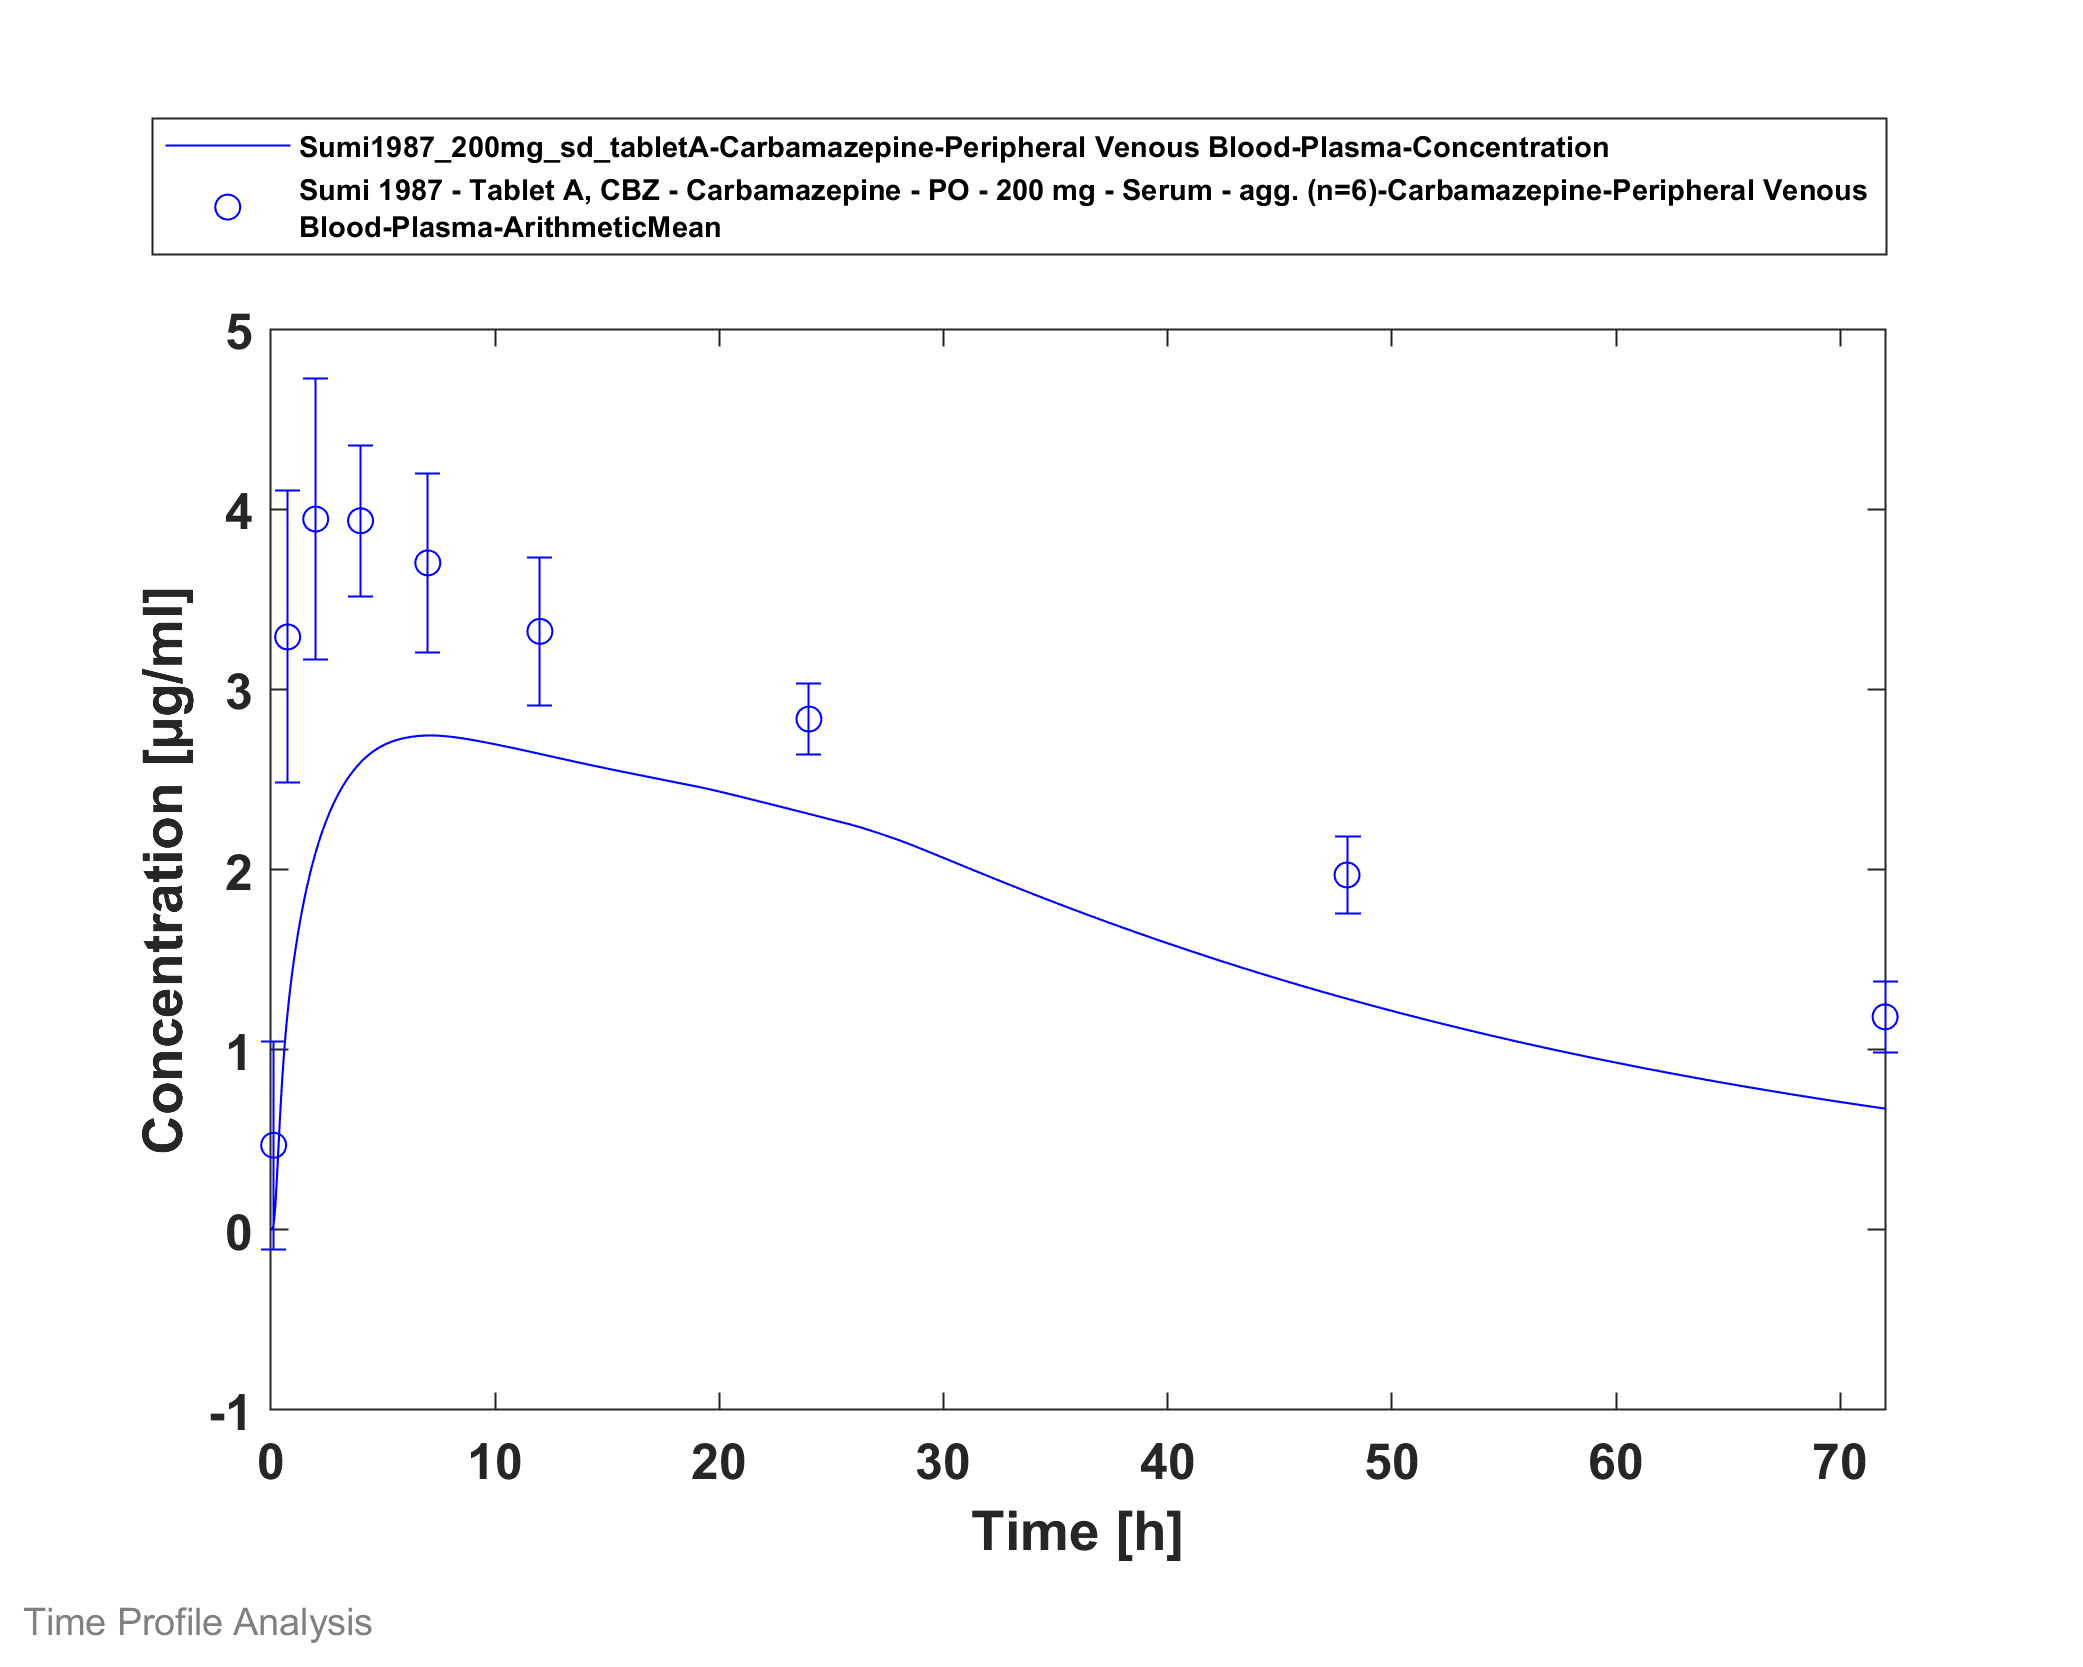 Sumi1987_200mg_sd_tabletA-Carbamazepine-Peripheral Venous Blood-Plasma-Concentration
Sumi 1987 - Tablet A, CBZ - Carbamazepine - PO - 200 mg - Serum - agg. (n=6)-Carbamazepine-Peripheral Venous
Blood-Plasma-ArithmeticMean
5
4
3
2
1
0
-1
Concentration [µg/ml]
0 10 20 30 40 50 60 70
Time [h]
Time Profile Analysis